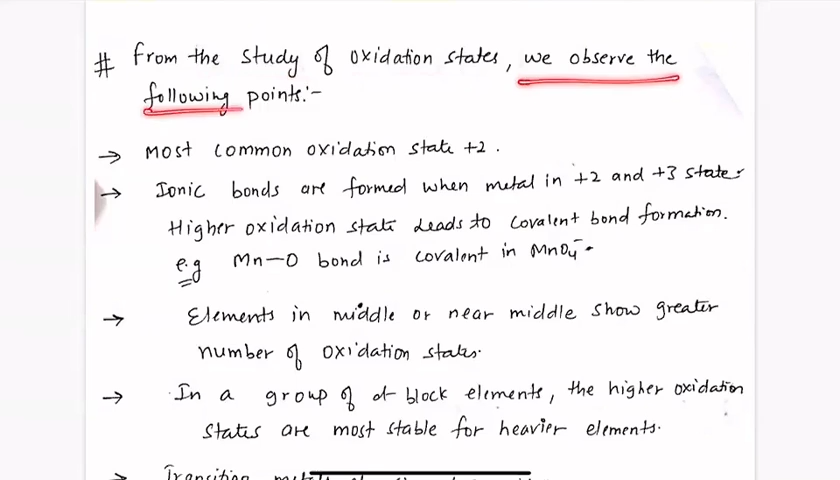 # From the study of oxidation states, we observe the
following points:-
→ Most common oxidation state +2.
→ Ionic bonds are formed when metal in +2 and +3 state.
Higher oxidation state leads to covalent bond formation.
e.g Mn—O bond is covalent in MnO₄⁻.
→ Elements in middle or near middle show greater
number of oxidation states.
→ In a group of d block elements, the higher oxidation
states are most stable for heavier elements.
→ Transition